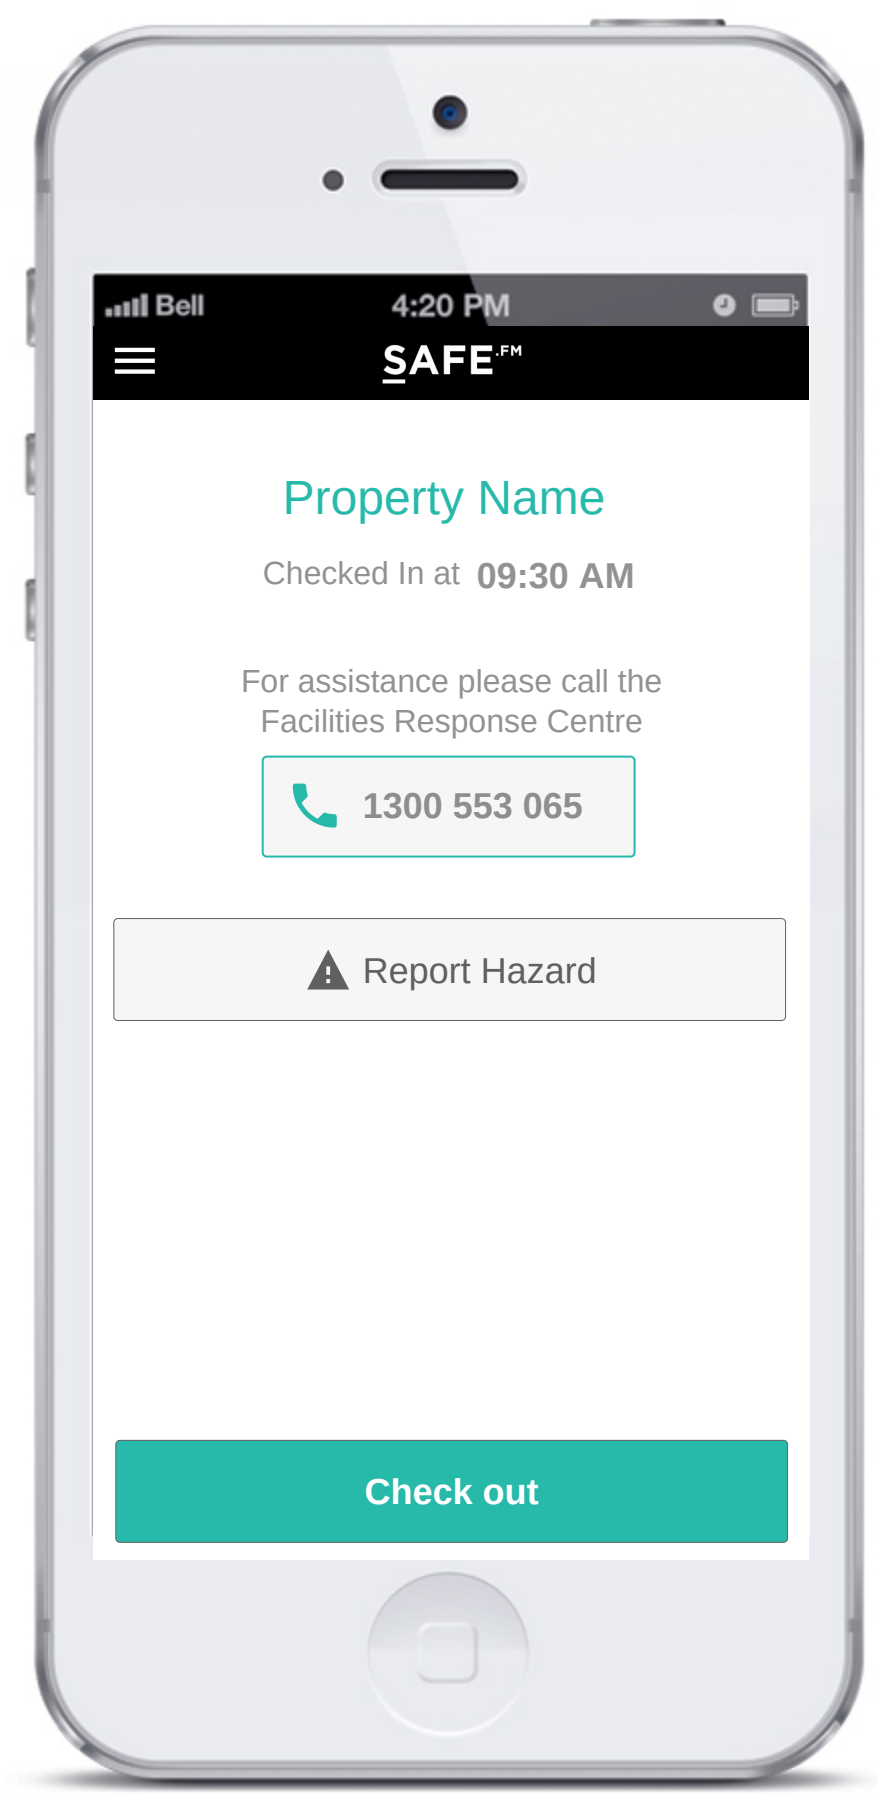 Bell 4:20 PM
SAFE.FM
Property Name
Checked In at 09:30 AM
For assistance please call the
Facilities Response Centre
1300 553 065
Report Hazard
Check out